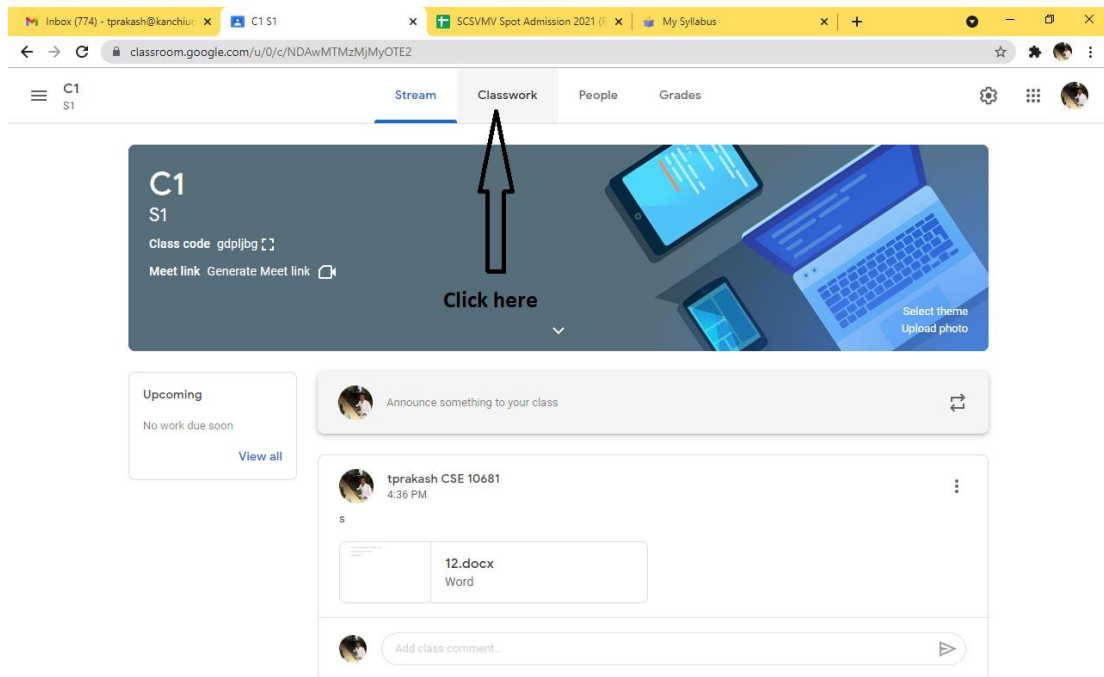 Inbox (774) - tprakash@kanchiun
C1 S1
SCSVMV Spot Admission 2021 (R
My Syllabus
classroom.google.com/u/0/c/NDAwMTMzMjMyOTE2
C1
S1
Stream Classwork People Grades
C1
S1
Class code gdpljbg
Meet link Generate Meet link
Click here
Select theme
Upload photo
Upcoming
No work due soon
View all
Announce something to your class
tprakash CSE 10681
4:36 PM
s
12.docx
Word
Add class comment...